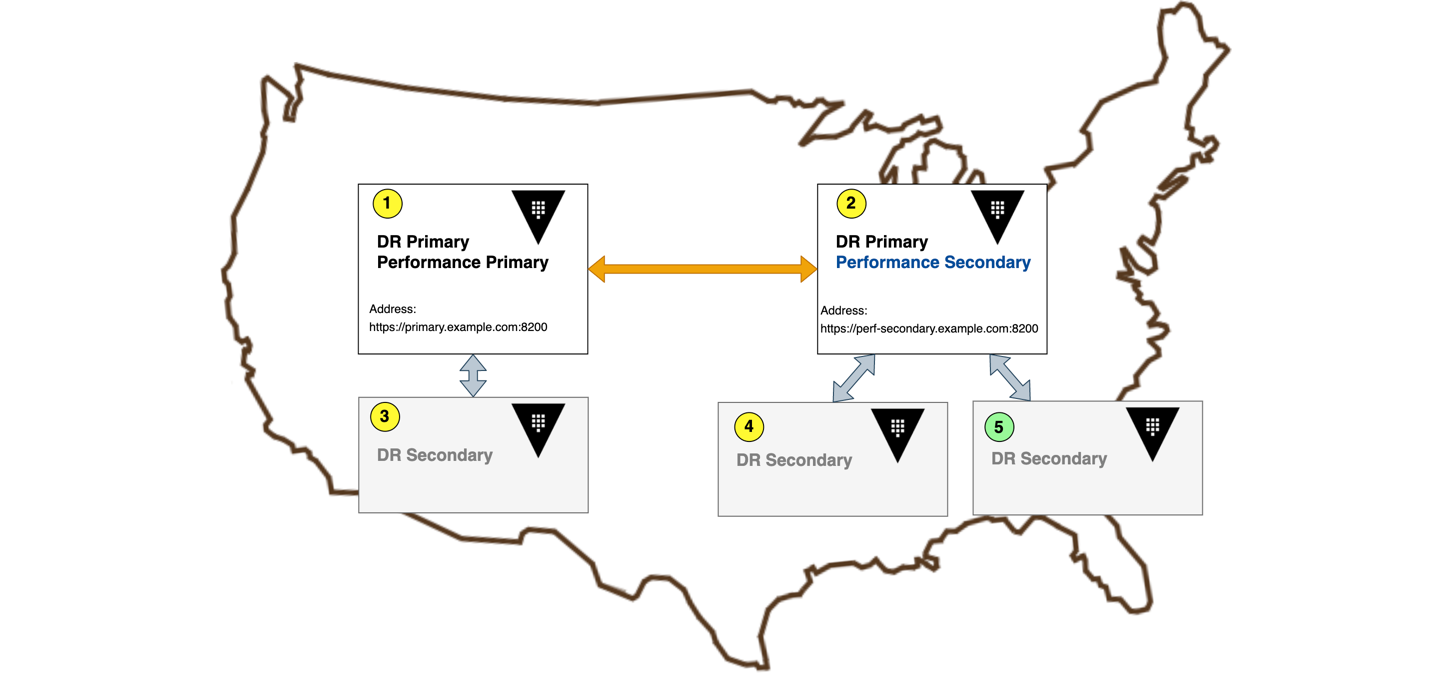 1
DR Primary
Performance Primary
Address:
https://primary.example.com:8200
2
DR Primary
Performance Secondary
Address:
https://perf-secondary.example.com:8200
3
DR Secondary
4
DR Secondary
5
DR Secondary